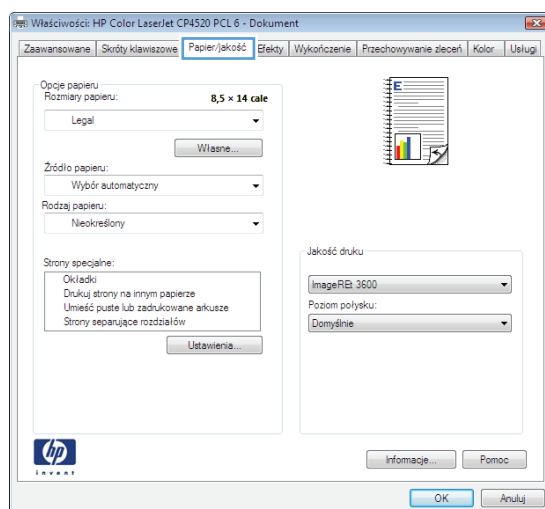 Właściwości: HP Color LaserJet CP4520 PCL 6 - Dokument
Zaawansowane Skróty klawiszowe Papier/jakość Efekty Wykończenie Przechowywanie zleceń Kolor Usługi
Opcje papieru
Rozmiary papieru: 8,5 × 14 cale
Legal
Własne...
Źródło papieru:
Wybór automatyczny
Rodzaj papieru:
Nieokreślony
Strony specjalne:
Okładki
Drukuj strony na innym papierze
Umieść puste lub zadrukowane arkusze
Strony separujące rozdziałów
Ustawienia...
E
Jakość druku
ImageREt 3600
Poziom połysku:
Domyślnie
hp
invent
Informacje... Pomoc
OK Anuluj